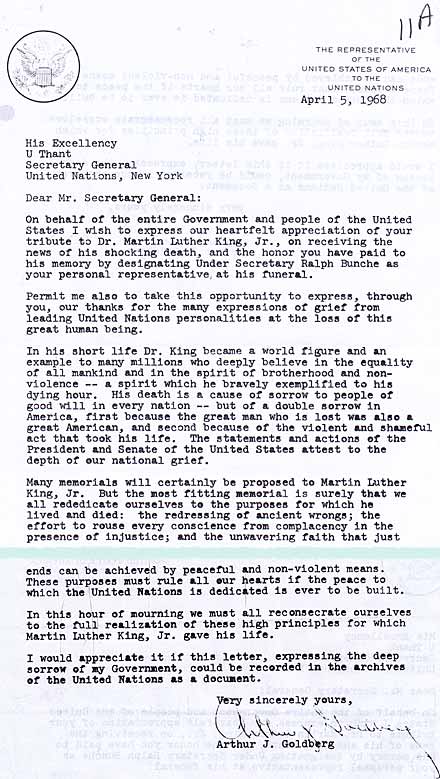 11A
THE REPRESENTATIVE
OF THE
UNITED STATES OF AMERICA
TO THE
UNITED NATIONS
April 5, 1968
His Excellency
U Thant
Secretary General
United Nations, New York
Dear Mr. Secretary General:
On behalf of the entire Government and people of the United
States I wish to express our heartfelt appreciation of your
tribute to Dr. Martin Luther King, Jr., on receiving the
news of his shocking death, and the honor you have paid to
his memory by designating Under Secretary Ralph Bunche as
your personal representative at his funeral.
Permit me also to take this opportunity to express, through
you, our thanks for the many expressions of grief from
leading United Nations personalities at the loss of this
great human being.
In his short life Dr. King became a world figure and an
example to many millions who deeply believe in the equality
of all mankind and in the spirit of brotherhood and non-
violence -- a spirit which he bravely exemplified to his
dying hour. His death is a cause of sorrow to people of
good will in every nation -- but of a double sorrow in
America, first because the great man who is lost was also a
great American, and second because of the violent and shameful
act that took his life. The statements and actions of the
President and Senate of the United States attest to the
depth of our national grief.
Many memorials will certainly be proposed to Martin Luther
King, Jr. But the most fitting memorial is surely that we
all rededicate ourselves to the purposes for which he
lived and died: the redressing of ancient wrongs; the
effort to rouse every conscience from complacency in the
presence of injustice; and the unwavering faith that just
ends can be achieved by peaceful and non-violent means.
These purposes must rule all our hearts if the peace to
which the United Nations is dedicated is ever to be built.
In this hour of mourning we must all reconsecrate ourselves
to the full realization of these high principles for which
Martin Luther King, Jr. gave his life.
I would appreciate it if this letter, expressing the deep
sorrow of my Government, could be recorded in the archives
of the United Nations as a document.
Very sincerely yours,
Arthur J. Goldberg
Arthur J. Goldberg